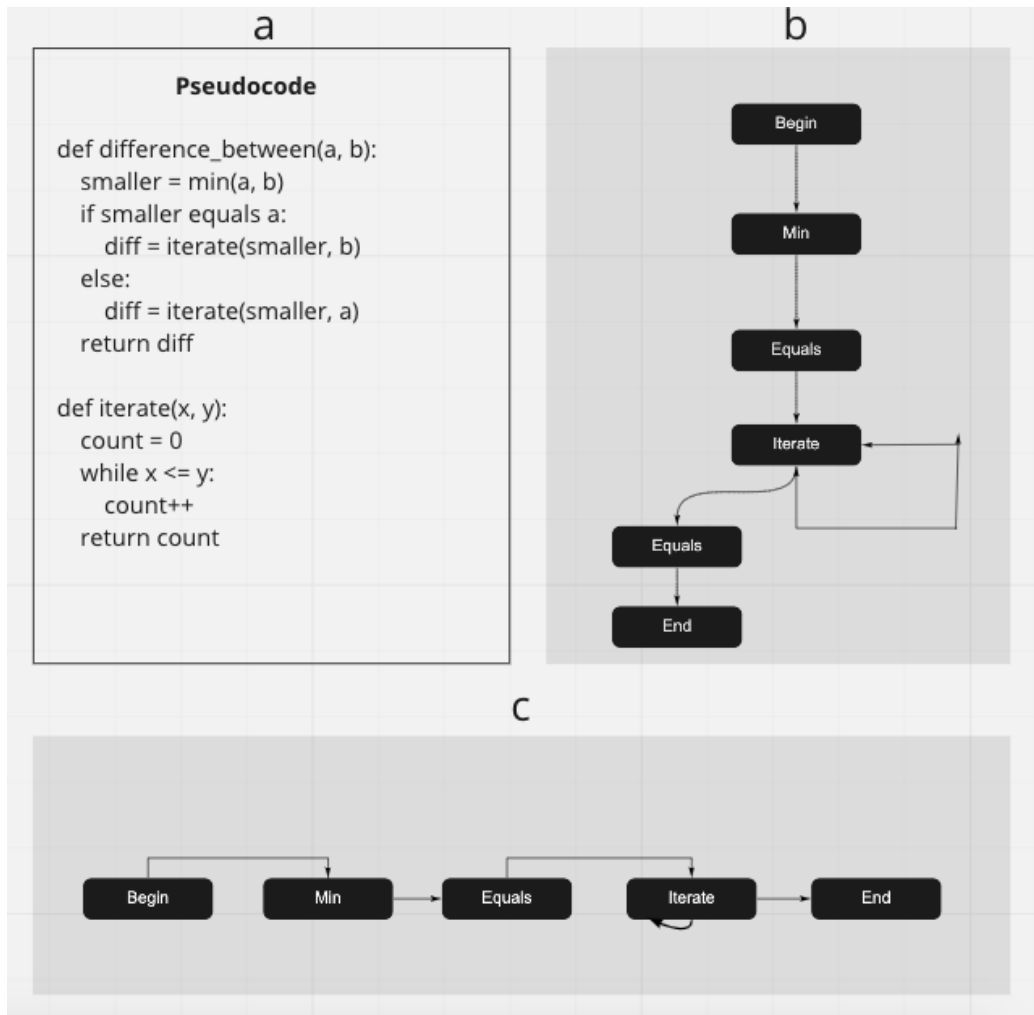 a
Pseudocode
def difference_between(a, b):
smaller = min(a, b)
if smaller equals a:
diff = iterate(smaller, b)
else:
diff = iterate(smaller, a)
return diff
def iterate(x, y):
count = 0
while x <= y:
count++
return count
b
Begin
Min
Equals
Iterate
Equals
End
c
Begin
Min
Equals
Iterate
End